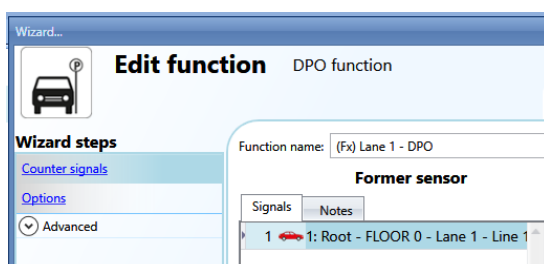 Wizard...
P
Edit function DPO function
Wizard steps
Counter signals
Options
Advanced
Function name: (Fx) Lane 1 - DPO
Former sensor
Signals Notes
1 1: Root - FLOOR 0 - Lane 1 - Line 1